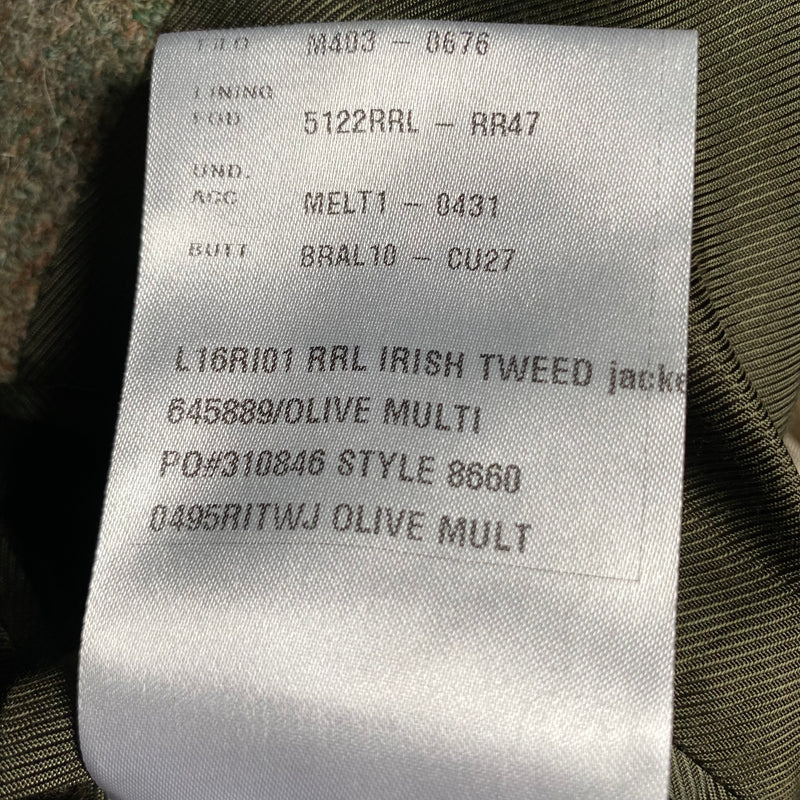 M403 - 0676
LINING
COD 5122RRL - RR47
UND.
ACC MELT1 - 0431
BUTT BRAL10 - CU27
L16RI01 RRL IRISH TWEED jacke
645889/OLIVE MULTI
PO#310846 STYLE 8660
0495RITWJ OLIVE MULT